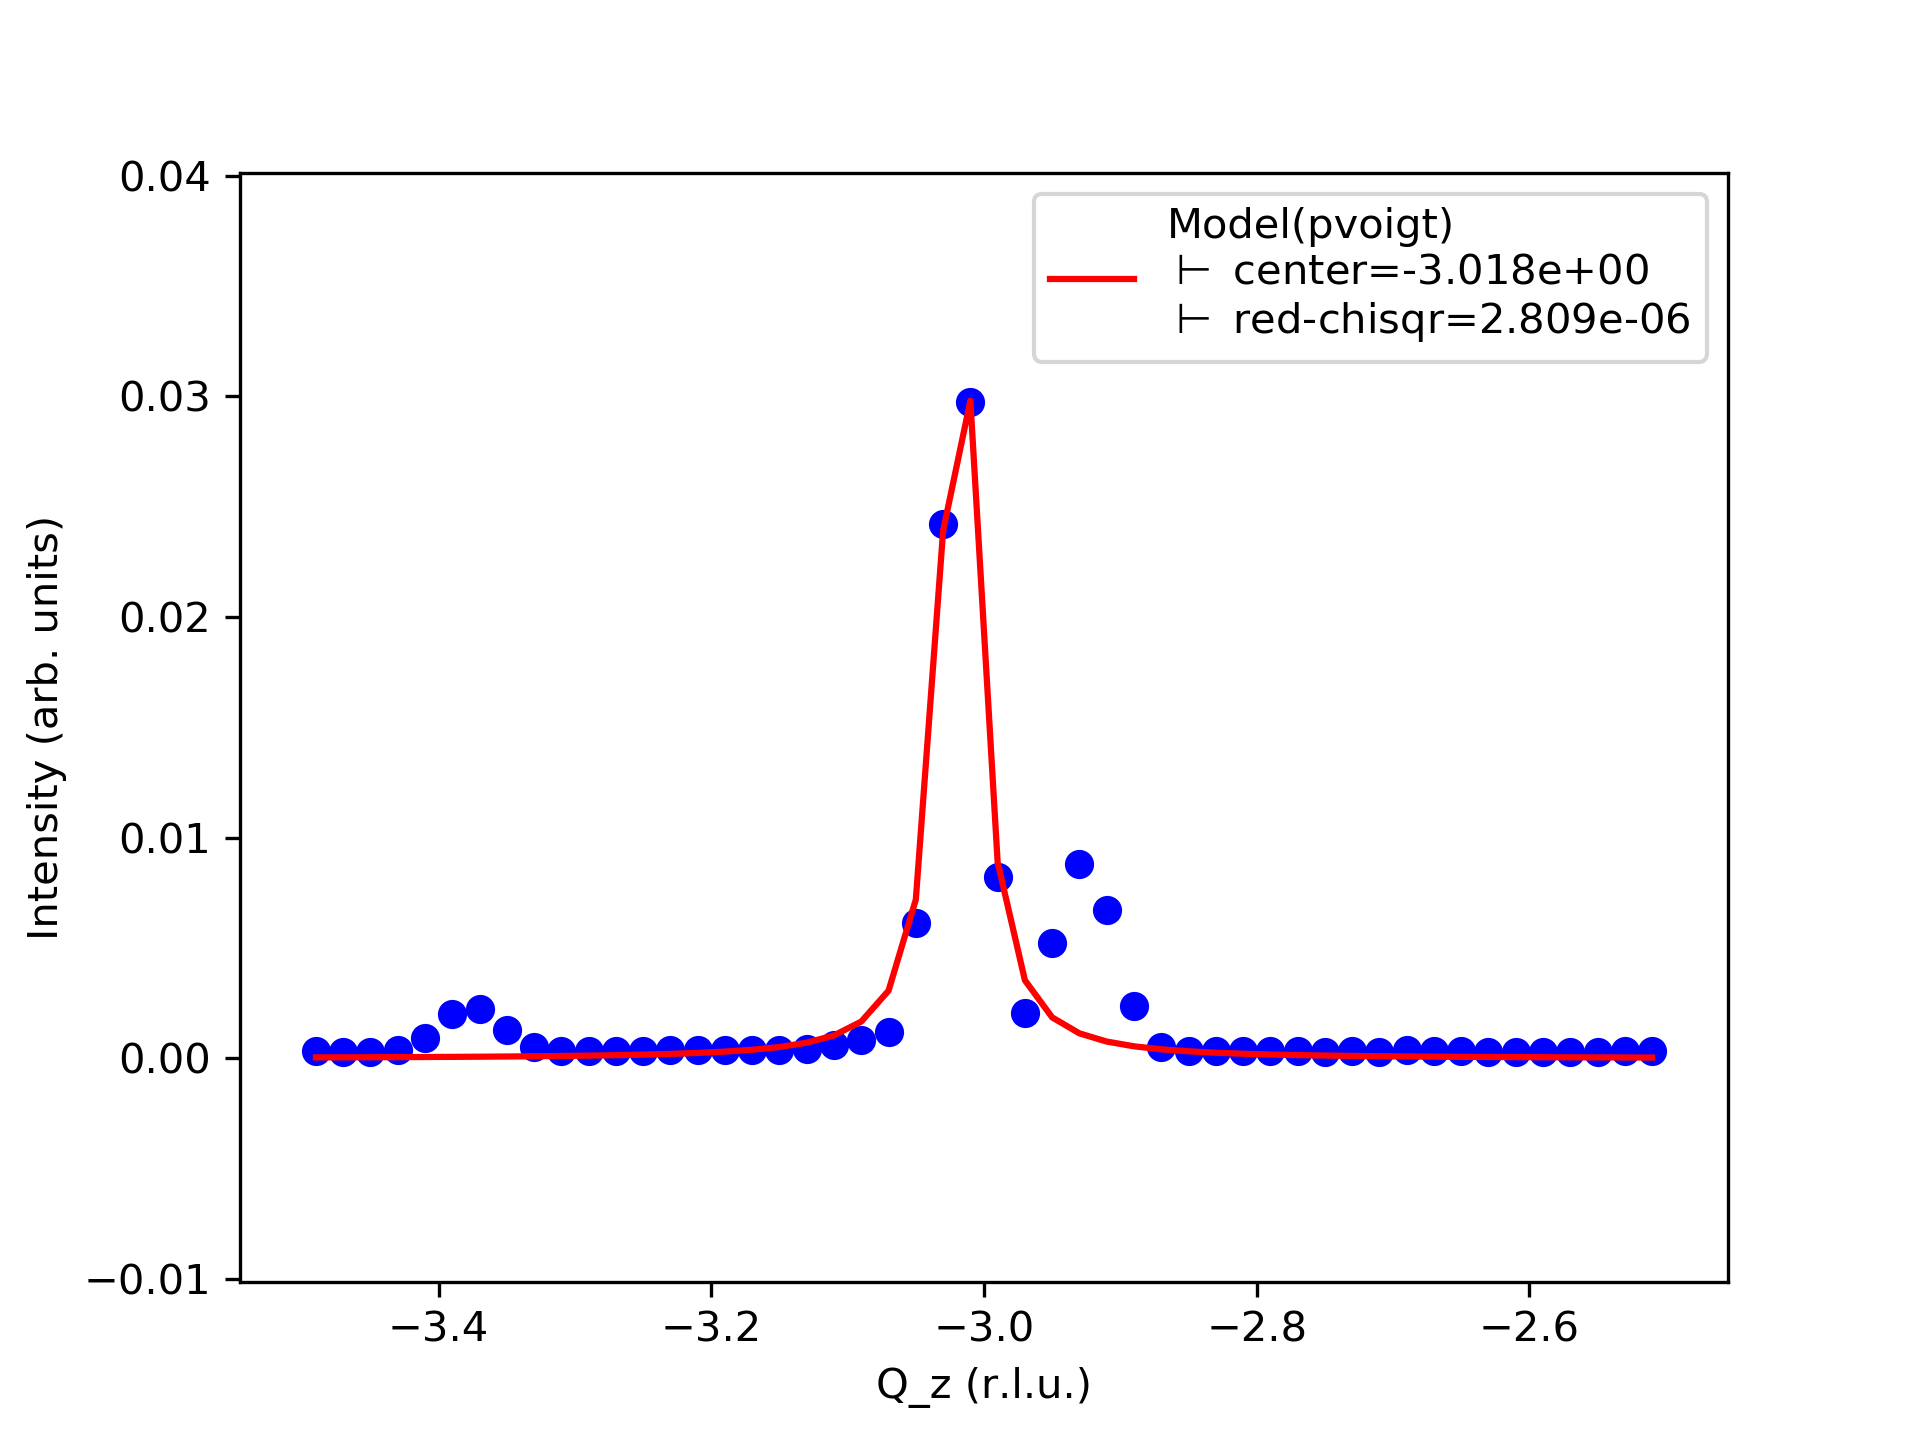 0.04
0.03
0.02
0.01
0.00
−0.01
Intensity (arb. units)
Model(pvoigt)
⊢ center=-3.018e+00
⊢ red-chisqr=2.809e-06
−3.4
−3.2
−3.0
−2.8
−2.6
Q_z (r.l.u.)